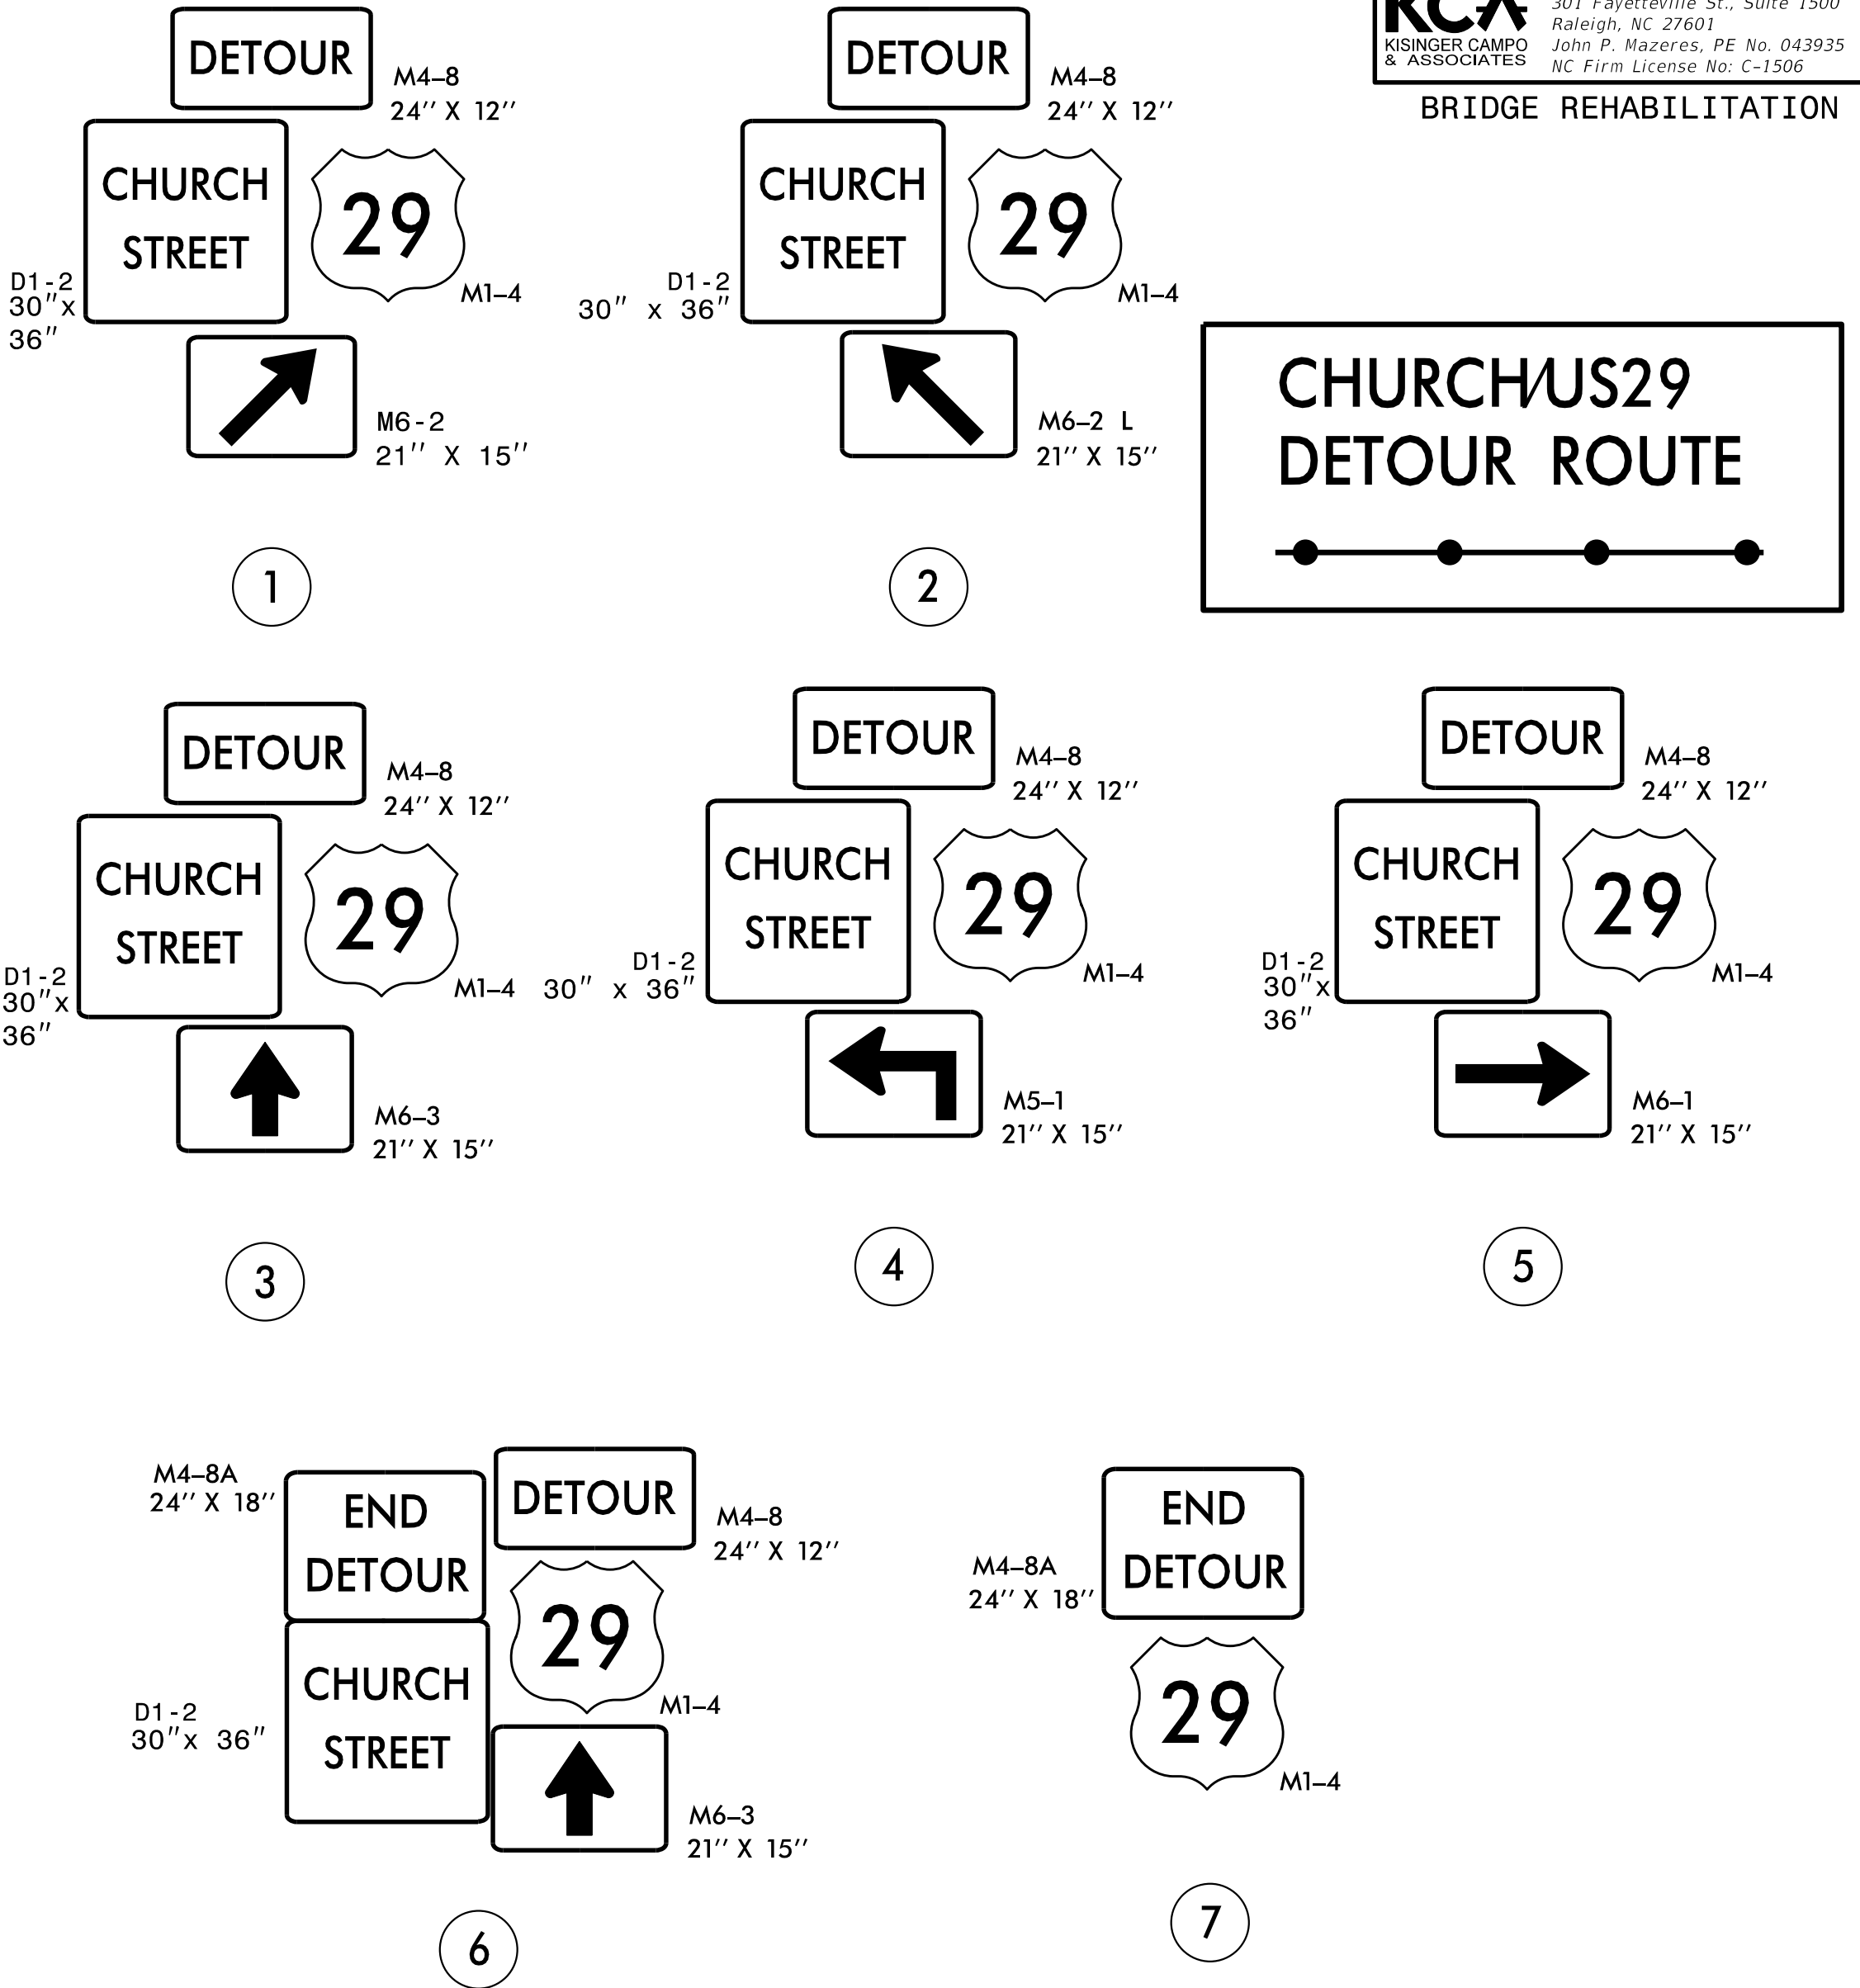 KCA
KISINGER CAMPO
& ASSOCIATES
301 Fayetteville St., Suite 1500
Raleigh, NC 27601
John P. Mazeres, PE No. 043935
NC Firm License No: C-1506
BRIDGE REHABILITATION
DETOUR
M4-8
24" X 12"
CHURCH
STREET
D1-2
30"x
36"
29
M1-4
M6-2
21" X 15"
1
DETOUR
M4-8
24" X 12"
CHURCH
STREET
D1-2
30" x 36"
29
M1-4
M6-2 L
21" X 15"
2
CHURCH/US29
DETOUR ROUTE
DETOUR
M4-8
24" X 12"
CHURCH
STREET
D1-2
30"x
36"
29
M1-4
M6-3
21" X 15"
3
DETOUR
M4-8
24" X 12"
CHURCH
STREET
D1-2
30" x 36"
29
M1-4
M5-1
21" X 15"
4
DETOUR
M4-8
24" X 12"
CHURCH
STREET
D1-2
30"x
36"
29
M1-4
M6-1
21" X 15"
5
M4-8A
24" X 18"
END
DETOUR
DETOUR
M4-8
24" X 12"
29
M1-4
D1-2
30"x 36"
CHURCH
STREET
M6-3
21" X 15"
6
END
DETOUR
M4-8A
24" X 18"
29
M1-4
7